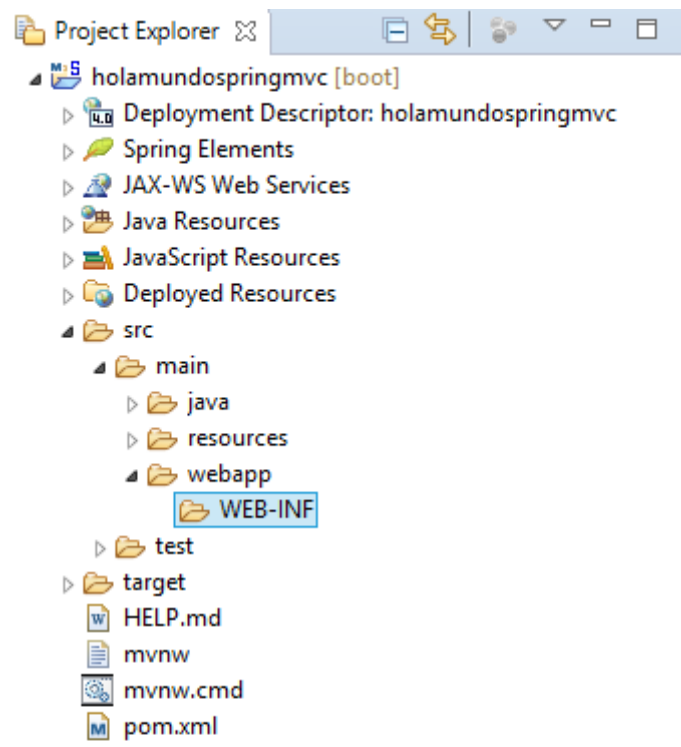 Project Explorer
holamundospringmvc [boot]
Deployment Descriptor: holamundospringmvc
Spring Elements
JAX-WS Web Services
Java Resources
JavaScript Resources
Deployed Resources
src
main
java
resources
webapp
WEB-INF
test
target
HELP.md
mvnw
mvnw.cmd
pom.xml